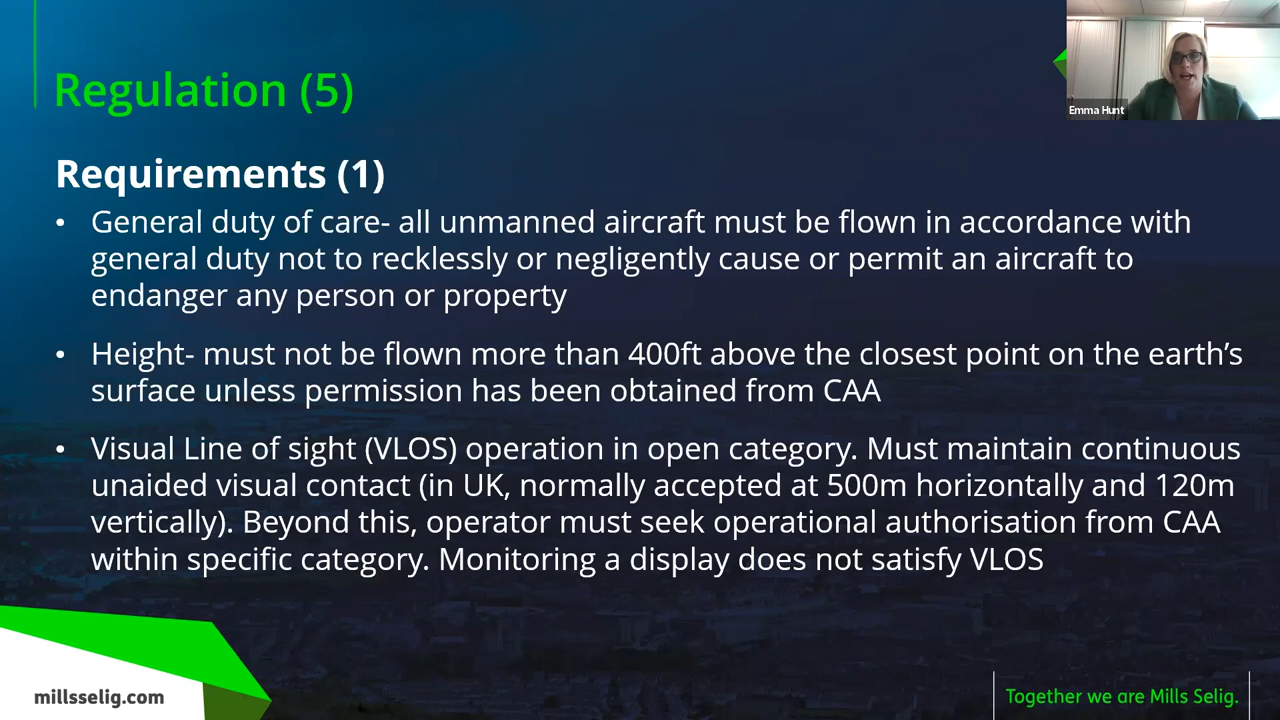 Regulation (5)
Emma Hunt
Requirements (1)
• General duty of care- all unmanned aircraft must be flown in accordance with
general duty not to recklessly or negligently cause or permit an aircraft to
endanger any person or property
• Height- must not be flown more than 400ft above the closest point on the earth’s
surface unless permission has been obtained from CAA
• Visual Line of sight (VLOS) operation in open category. Must maintain continuous
unaided visual contact (in UK, normally accepted at 500m horizontally and 120m
vertically). Beyond this, operator must seek operational authorisation from CAA
within specific category. Monitoring a display does not satisfy VLOS
millsselig.com
Together we are Mills Selig.